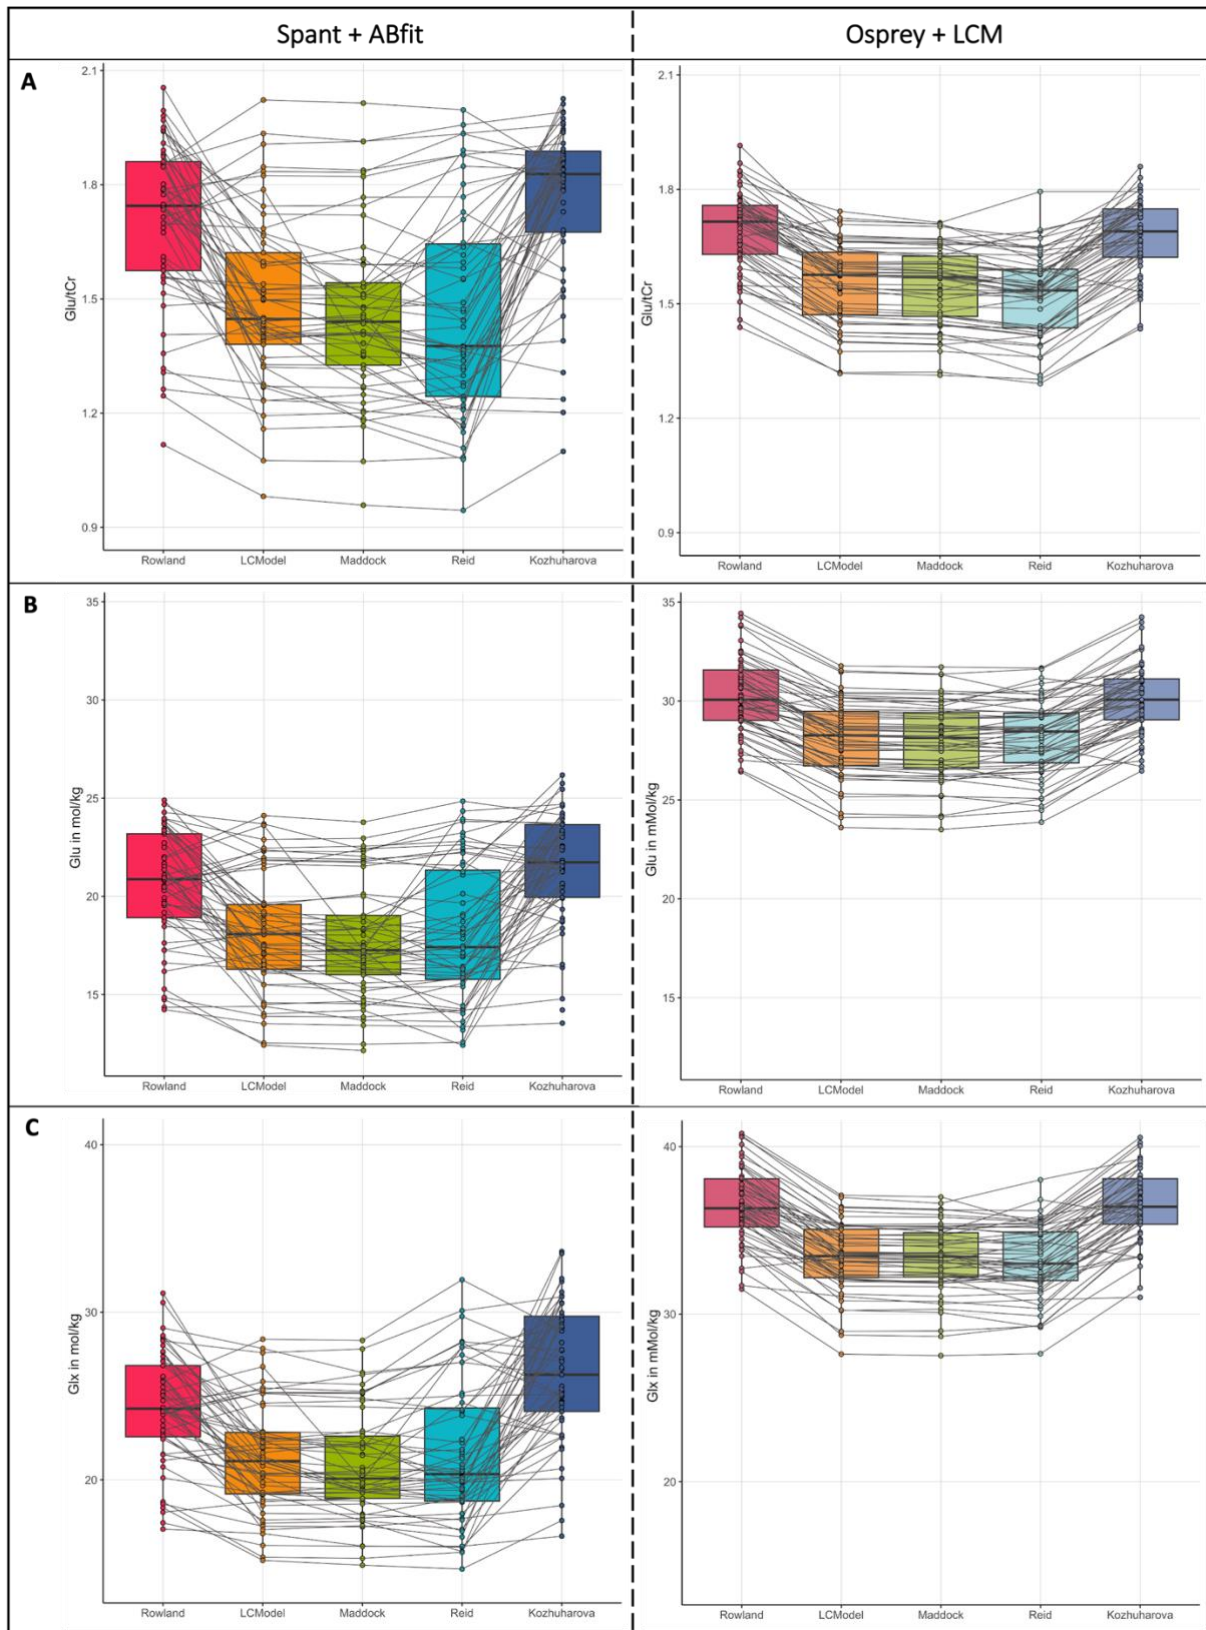 Spant + ABfit
Osprey + LCM
A
2.1
1.8
1.5
1.2
0.9
Glu/tCr
Rowland LCModel Maddock Reid Kozhuharova
2.1
1.8
1.5
1.2
0.9
Glu/tCr
Rowland LCModel Maddock Reid Kozhuharova
B
35
30
25
20
15
Glu in mol/kg
Rowland LCModel Maddock Reid Kozhuharova
35
30
25
20
15
Glu in mMol/kg
Rowland LCModel Maddock Reid Kozhuharova
C
40
30
20
Glx in mol/kg
Rowland LCModel Maddock Reid Kozhuharova
40
30
20
Glx in mMol/kg
Rowland LCModel Maddock Reid Kozhuharova